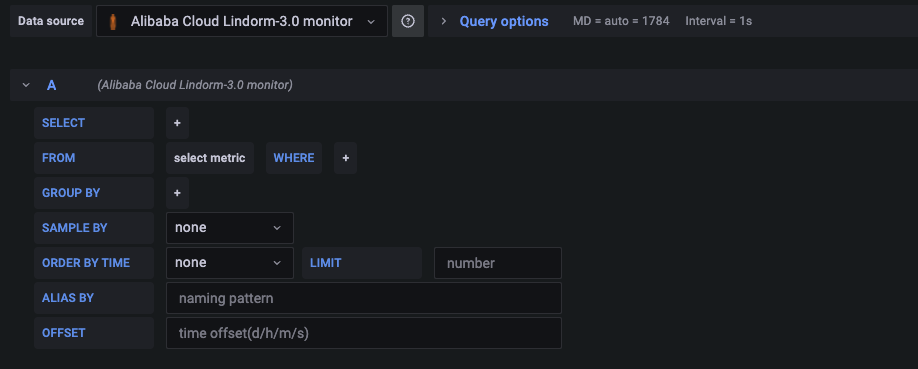 Data source Alibaba Cloud Lindorm-3.0 monitor ? > Query options MD = auto = 1784 Interval = 1s
A (Alibaba Cloud Lindorm-3.0 monitor)
SELECT +
FROM select metric WHERE +
GROUP BY +
SAMPLE BY none
ORDER BY TIME none LIMIT number
ALIAS BY naming pattern
OFFSET time offset(d/h/m/s)